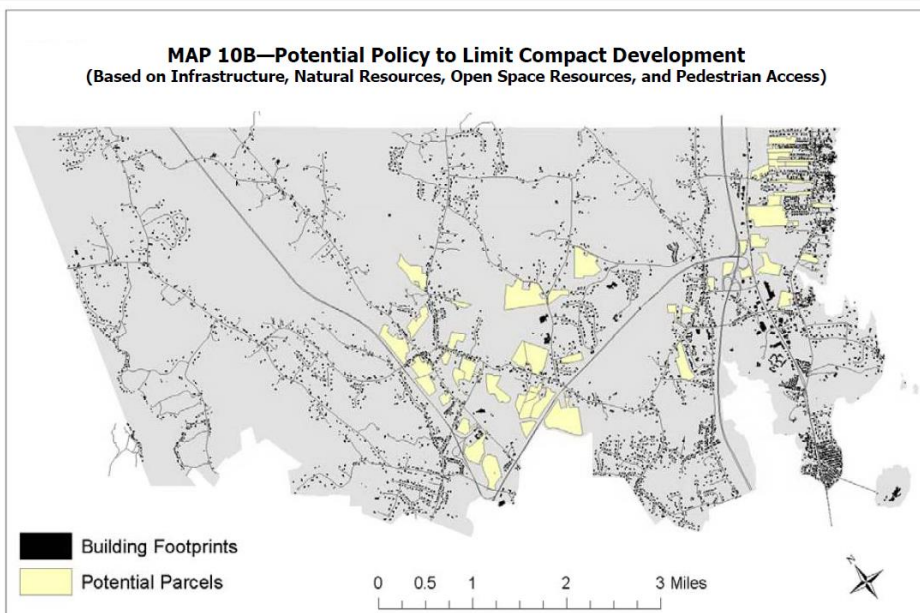 MAP 10B—Potential Policy to Limit Compact Development
(Based on Infrastructure, Natural Resources, Open Space Resources, and Pedestrian Access)
N
Building Footprints
Potential Parcels
0 0.5 1 2 3 Miles